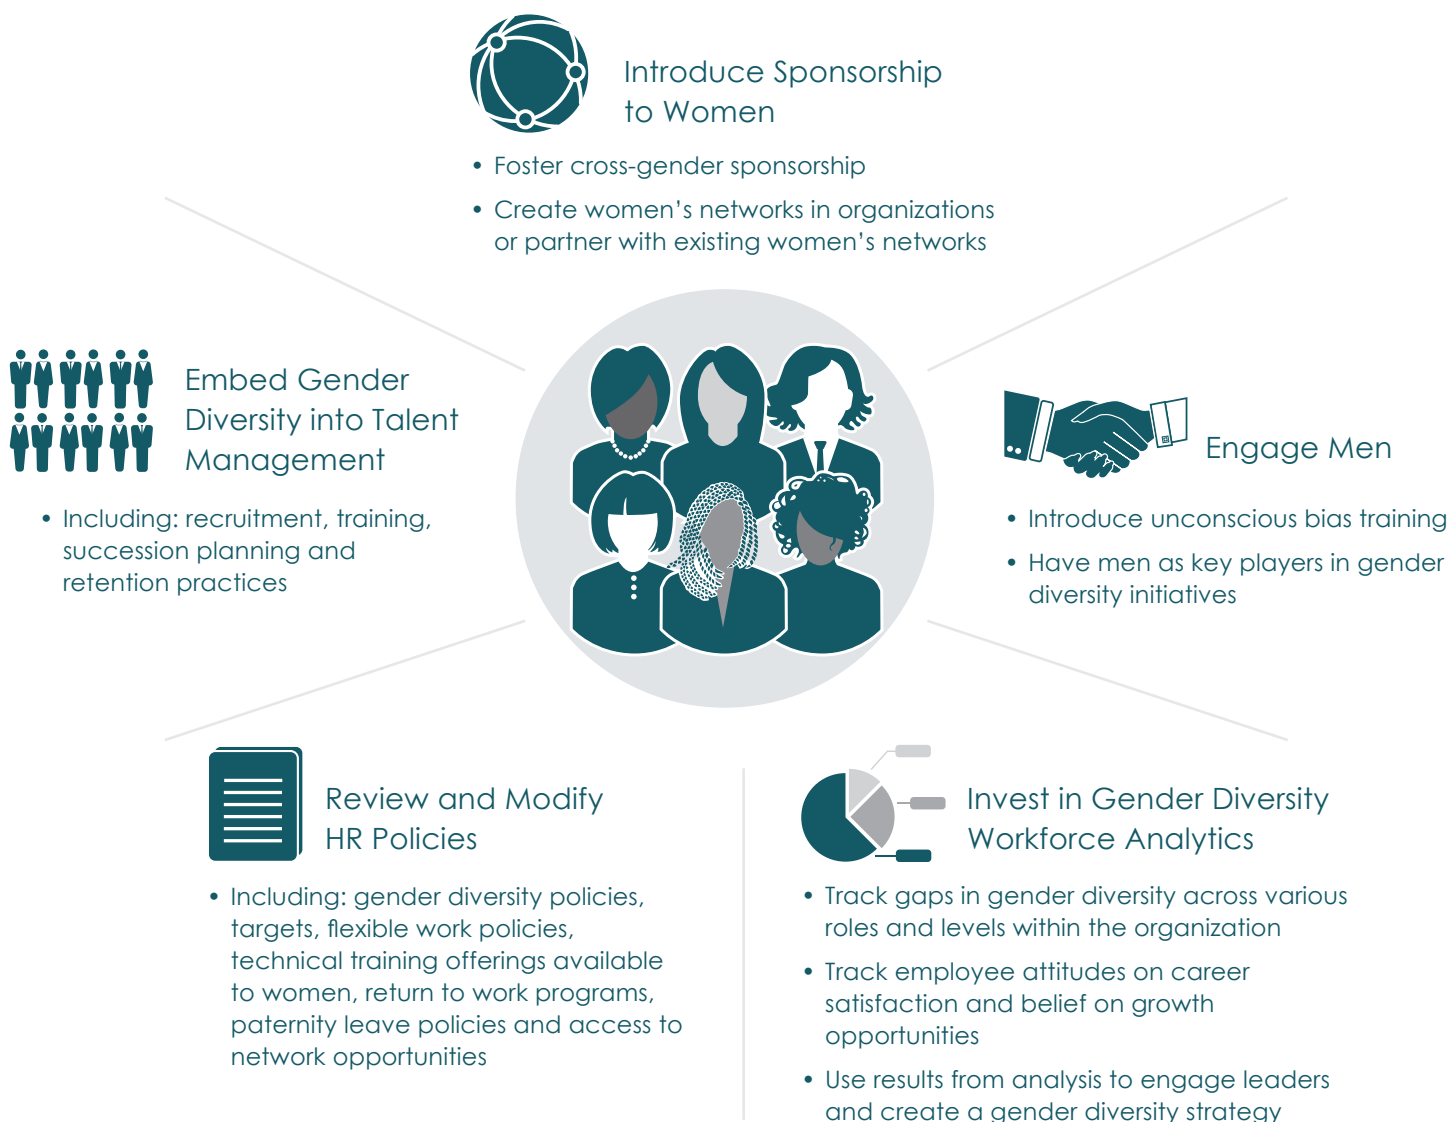 Introduce Sponsorship
to Women
• Foster cross-gender sponsorship
• Create women’s networks in organizations
or partner with existing women’s networks
Embed Gender
Diversity into Talent
Management
• Including: recruitment, training,
succession planning and
retention practices
Engage Men
• Introduce unconscious bias training
• Have men as key players in gender
diversity initiatives
Review and Modify
HR Policies
• Including: gender diversity policies,
targets, flexible work policies,
technical training offerings available
to women, return to work programs,
paternity leave policies and access to
network opportunities
Invest in Gender Diversity
Workforce Analytics
• Track gaps in gender diversity across various
roles and levels within the organization
• Track employee attitudes on career
satisfaction and belief on growth
opportunities
• Use results from analysis to engage leaders
and create a gender diversity strategy